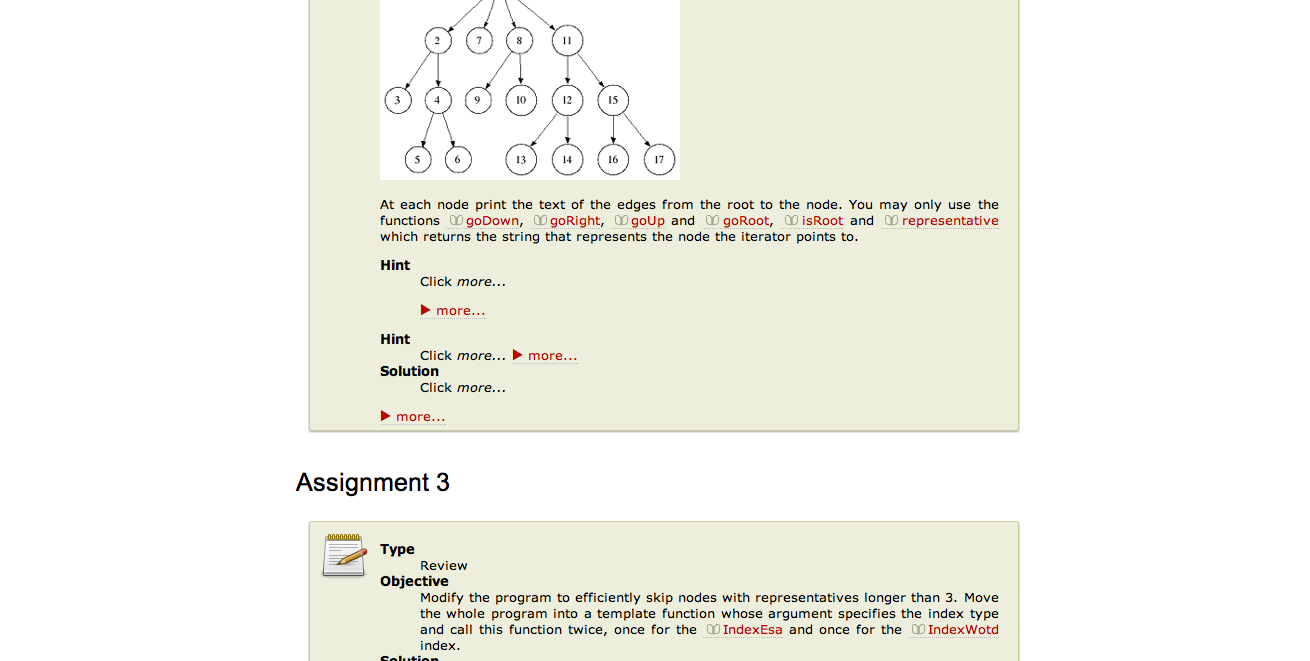 2 7 8 11
3 4 9 10 12 15
5 6 13 14 16 17
At each node print the text of the edges from the root to the node. You may only use the
functions goDown, goRight, goUp and goRoot, isRoot and representative
which returns the string that represents the node the iterator points to.
Hint
Click more...
more...
Hint
Click more... more...
Solution
Click more...
more...
Assignment 3
Type
Review
Objective
Modify the program to efficiently skip nodes with representatives longer than 3. Move
the whole program into a template function whose argument specifies the index type
and call this function twice, once for the IndexEsa and once for the IndexWotd
index.
Solution